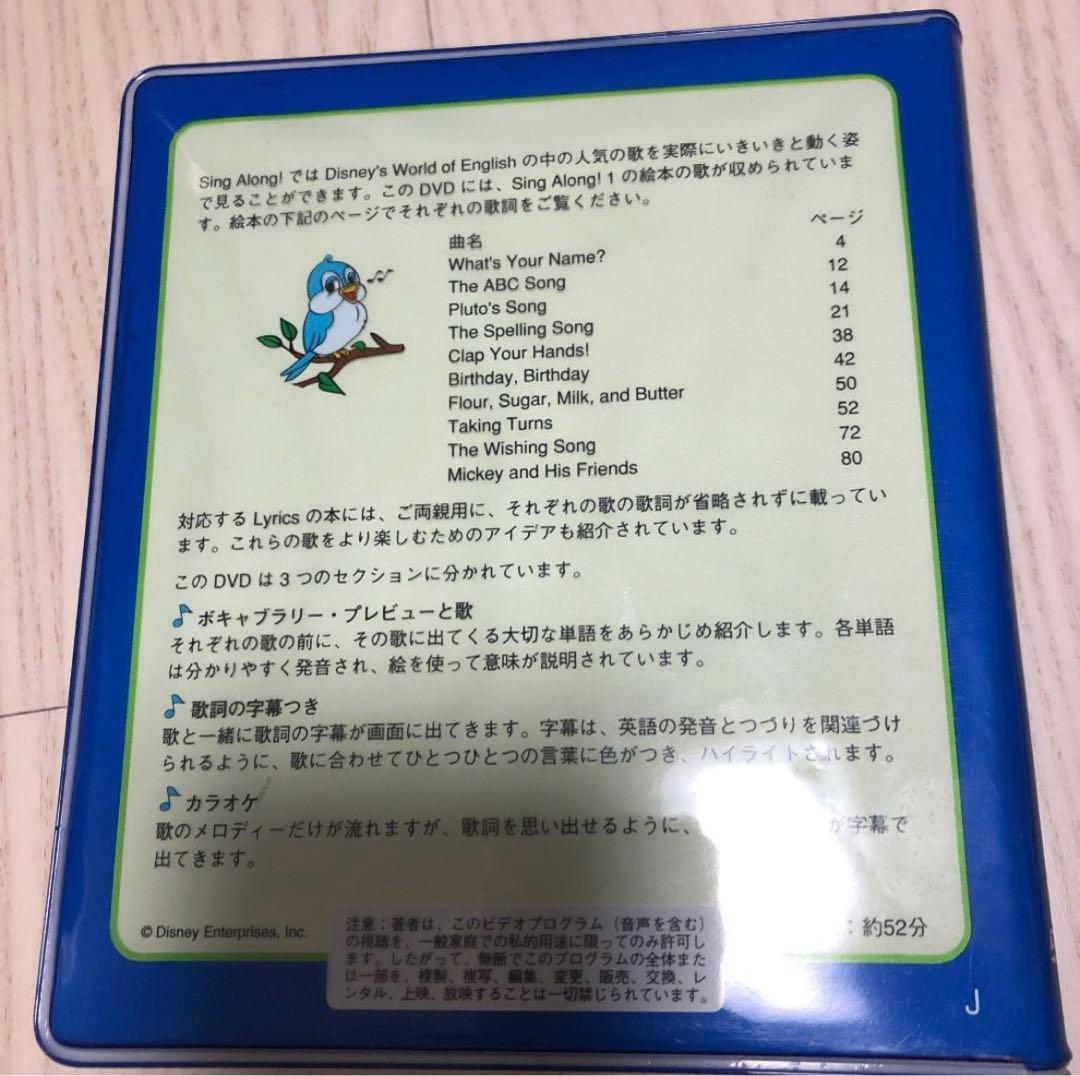 Sing Along! では Disney's World of English の中の人気の歌を実際にいきいきと動く姿
で見ることができます。この DVD には、Sing Along! 1 の絵本の歌が収められていま
す。絵本の下記のページでそれぞれの歌詞をご覧ください。
曲名 ページ
What's Your Name? 4
The ABC Song 12
Pluto's Song 14
The Spelling Song 21
Clap Your Hands! 38
Birthday, Birthday 42
Flour, Sugar, Milk, and Butter 50
Taking Turns 52
The Wishing Song 72
Mickey and His Friends 80
対応する Lyrics の本には、ご両親用に、それぞれの歌の歌詞が省略されずに載ってい
ます。これらの歌をより楽しむためのアイデアも紹介されています。
この DVD は 3 つのセクションに分かれています。
ボキャブラリー・プレビューと歌
それぞれの歌の前に、その歌に出てくる大切な単語をあらかじめ紹介します。各単語
は分かりやすく発音され、絵を使って意味が説明されています。
歌詞の字幕つき
歌と一緒に歌詞の字幕が画面に出てきます。字幕は、英語の発音とつづりを関連づけ
られるように、歌に合わせてひとつひとつの言葉に色がつき、ハイライトされます。
カラオケ
歌のメロディーだけが流れますが、歌詞を思い出せるように、 が字幕で
出てきます。
© Disney Enterprises, Inc.
: 約52分
注意：著者は、このビデオプログラム（音声を含む）
の視聴を、一般家庭での私的用途に限ってのみ許可し
ます。したがって、無断でこのプログラムの全体また
は一部を、複製、複写、編集、変更、販売、交換、レ
ンタル、上映、放映することは一切禁じられています。
J